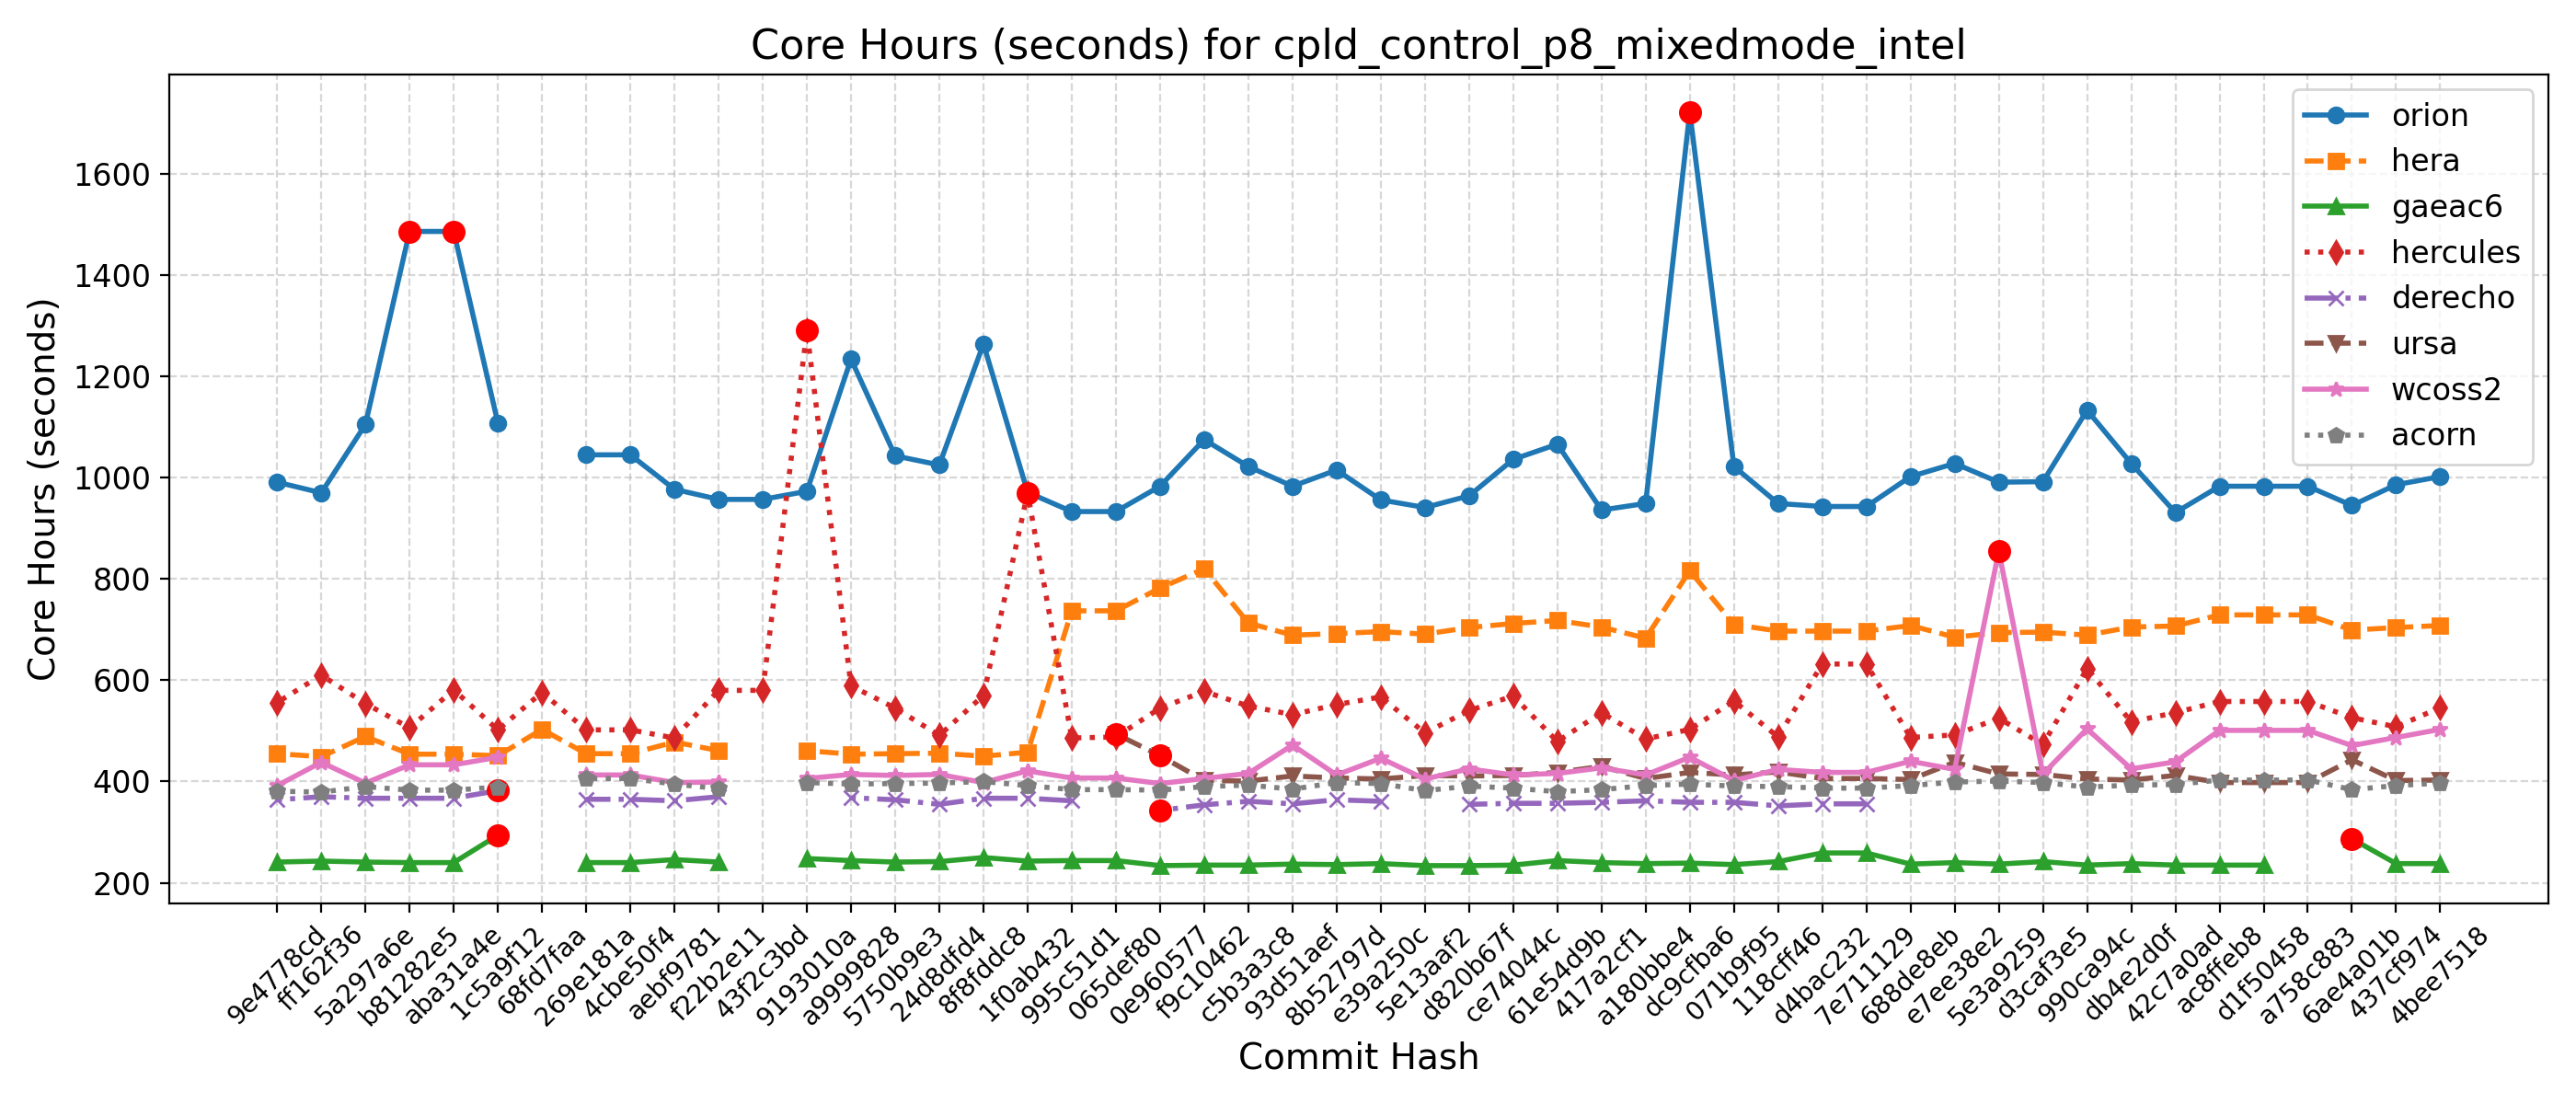 Core Hours (seconds) for cpld_control_p8_mixedmode_intel
Core Hours (seconds)
1600
1400
1200
1000
800
600
400
200
orion
hera
gaeac6
hercules
derecho
ursa
wcoss2
acorn
9e4778cd
ff162f36
5a297a6e
b81282e5
aba31a4e
1c5a9f12
68fd7faa
269e181a
4cbe50f4
aebf9781
f22b2e11
43f2c3bd
9193010a
a9999828
5750b9e3
24d8dfd4
8f8fddc8
1f0ab432
995c51d1
065def80
0e960577
f9c10462
c5b3a3c8
93d51aef
8b52797d
e39a250c
5e13aaf2
d820b67f
ce74044c
61e54d9b
417a2cf1
a180bbe4
dc9cfba6
071b9f95
118cff46
d4bac232
7e711129
688de8eb
e7ee38e2
5e3a9259
d3caf3e5
990ca94c
db4e2d0f
42c7a0ad
ac8ffeb8
d1f50458
a758c883
6ae4a01b
437cf974
4bee7518
Commit Hash